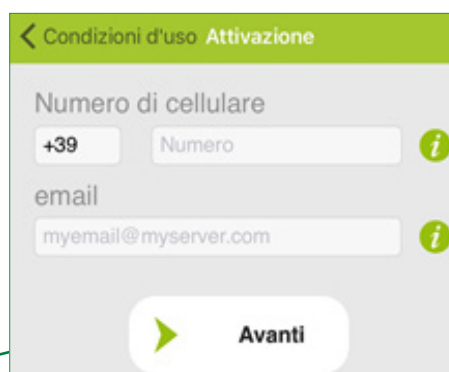 Condizioni d'uso Attivazione
Numero di cellulare
+39 Numero
email
myemail@myserver.com
Avanti